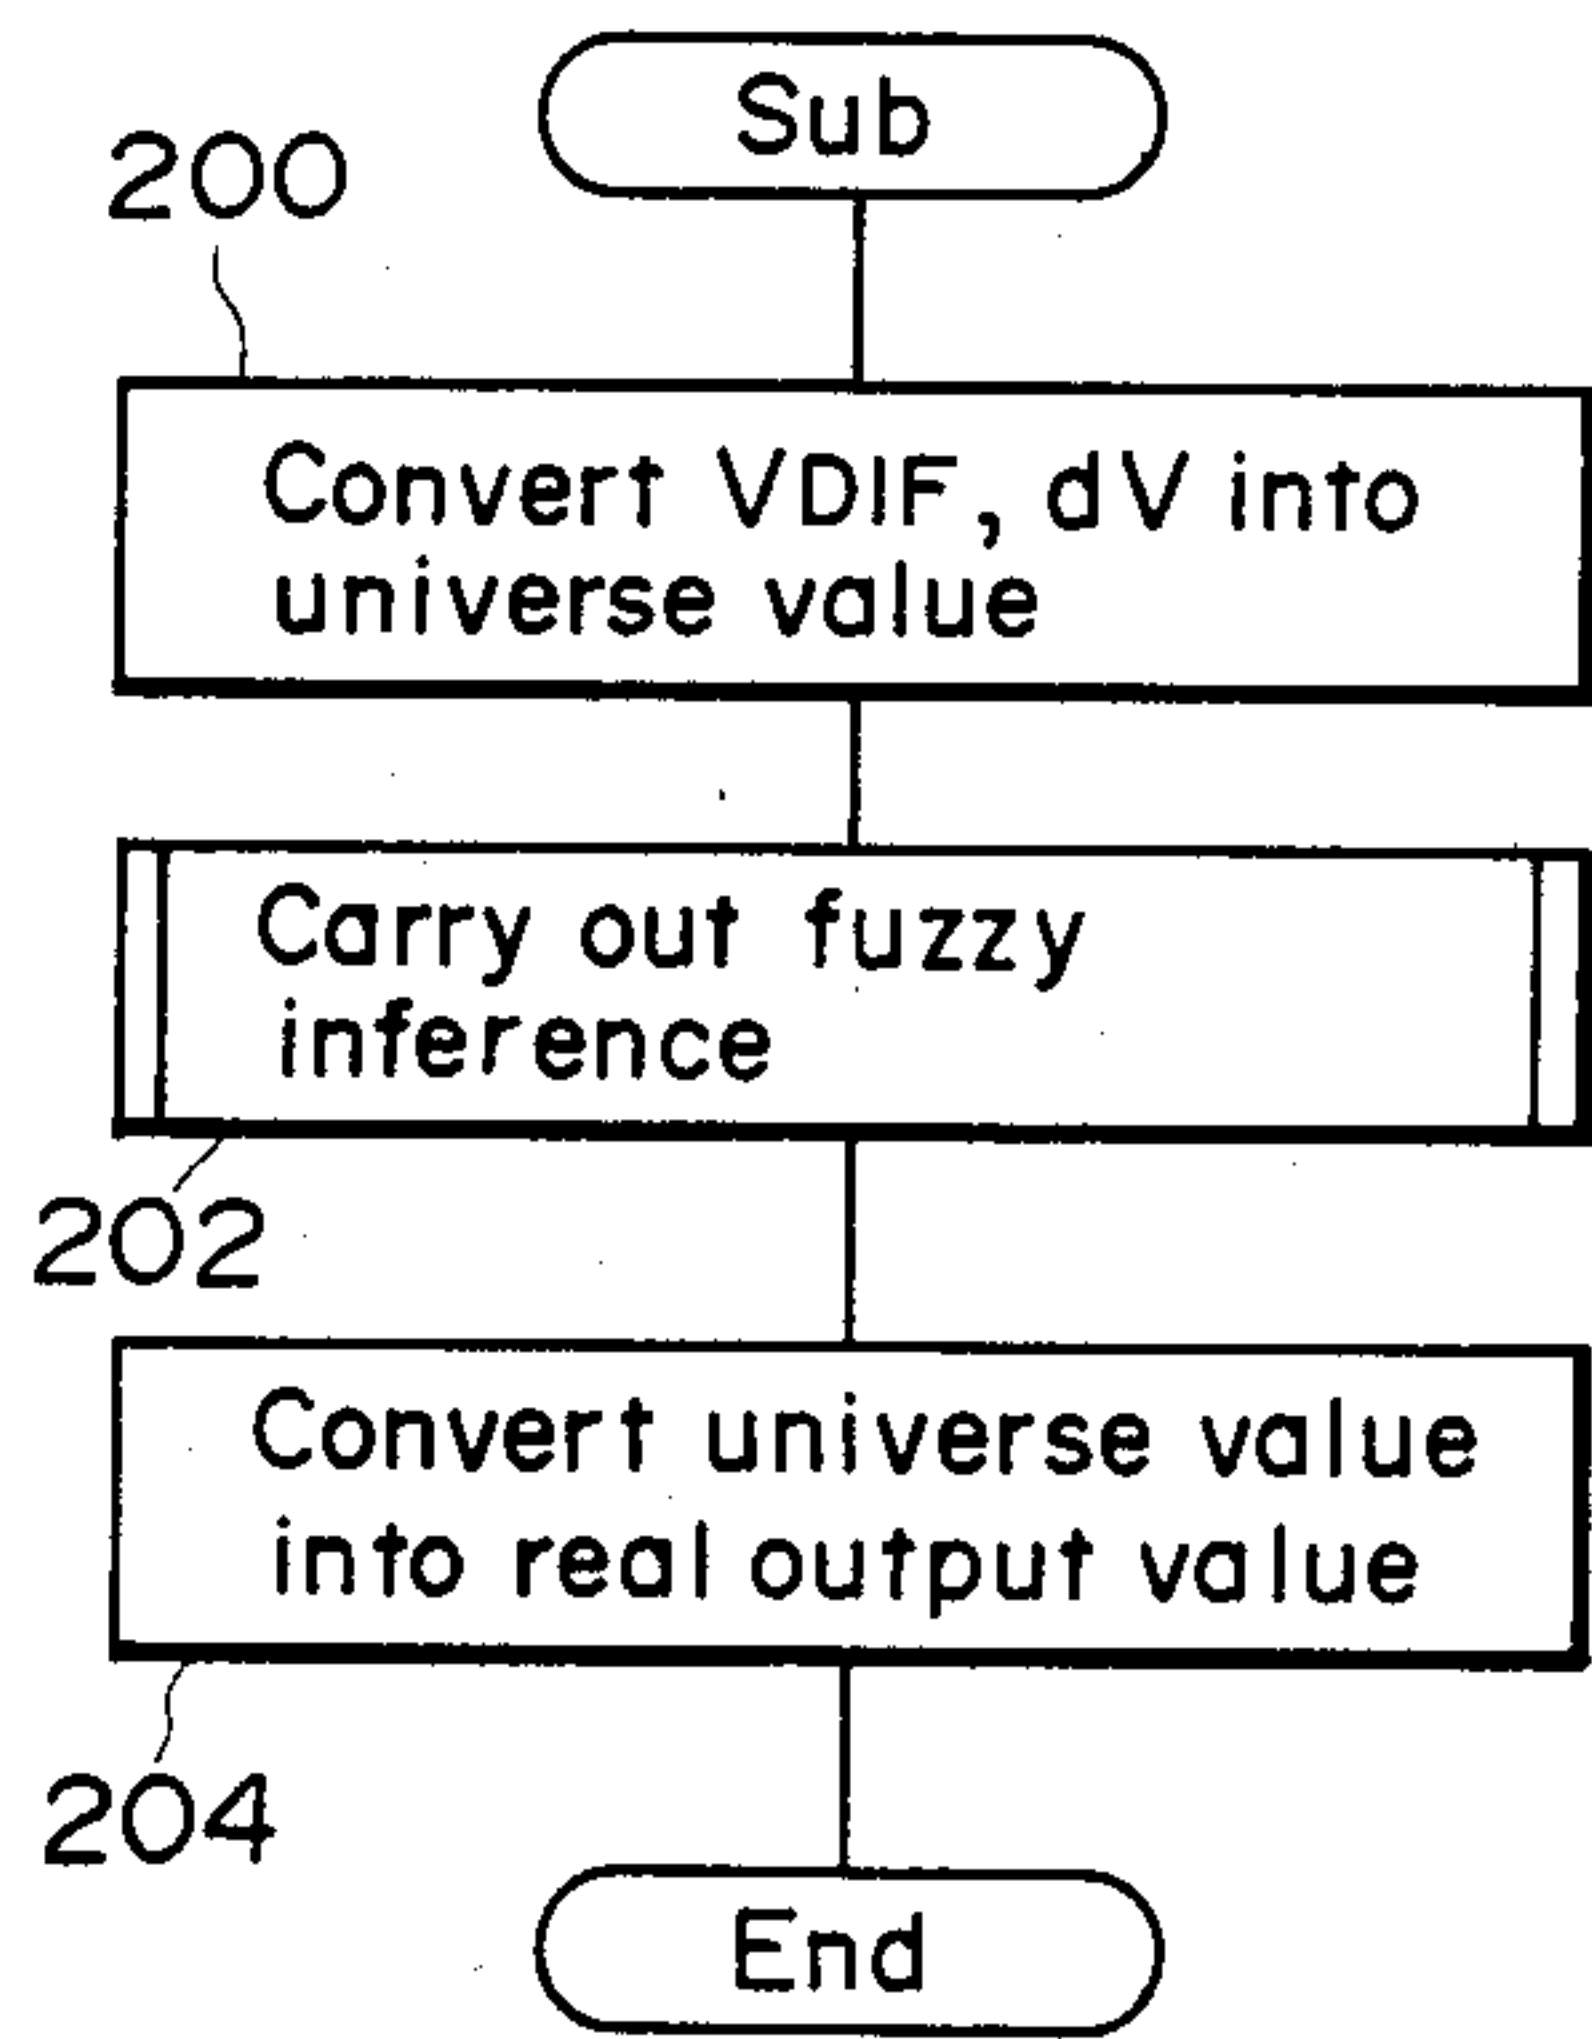 Sub
200
Convert VDIF, dV into
universe value
Carry out fuzzy
inference
202
Convert universe value
into real output value
204
End